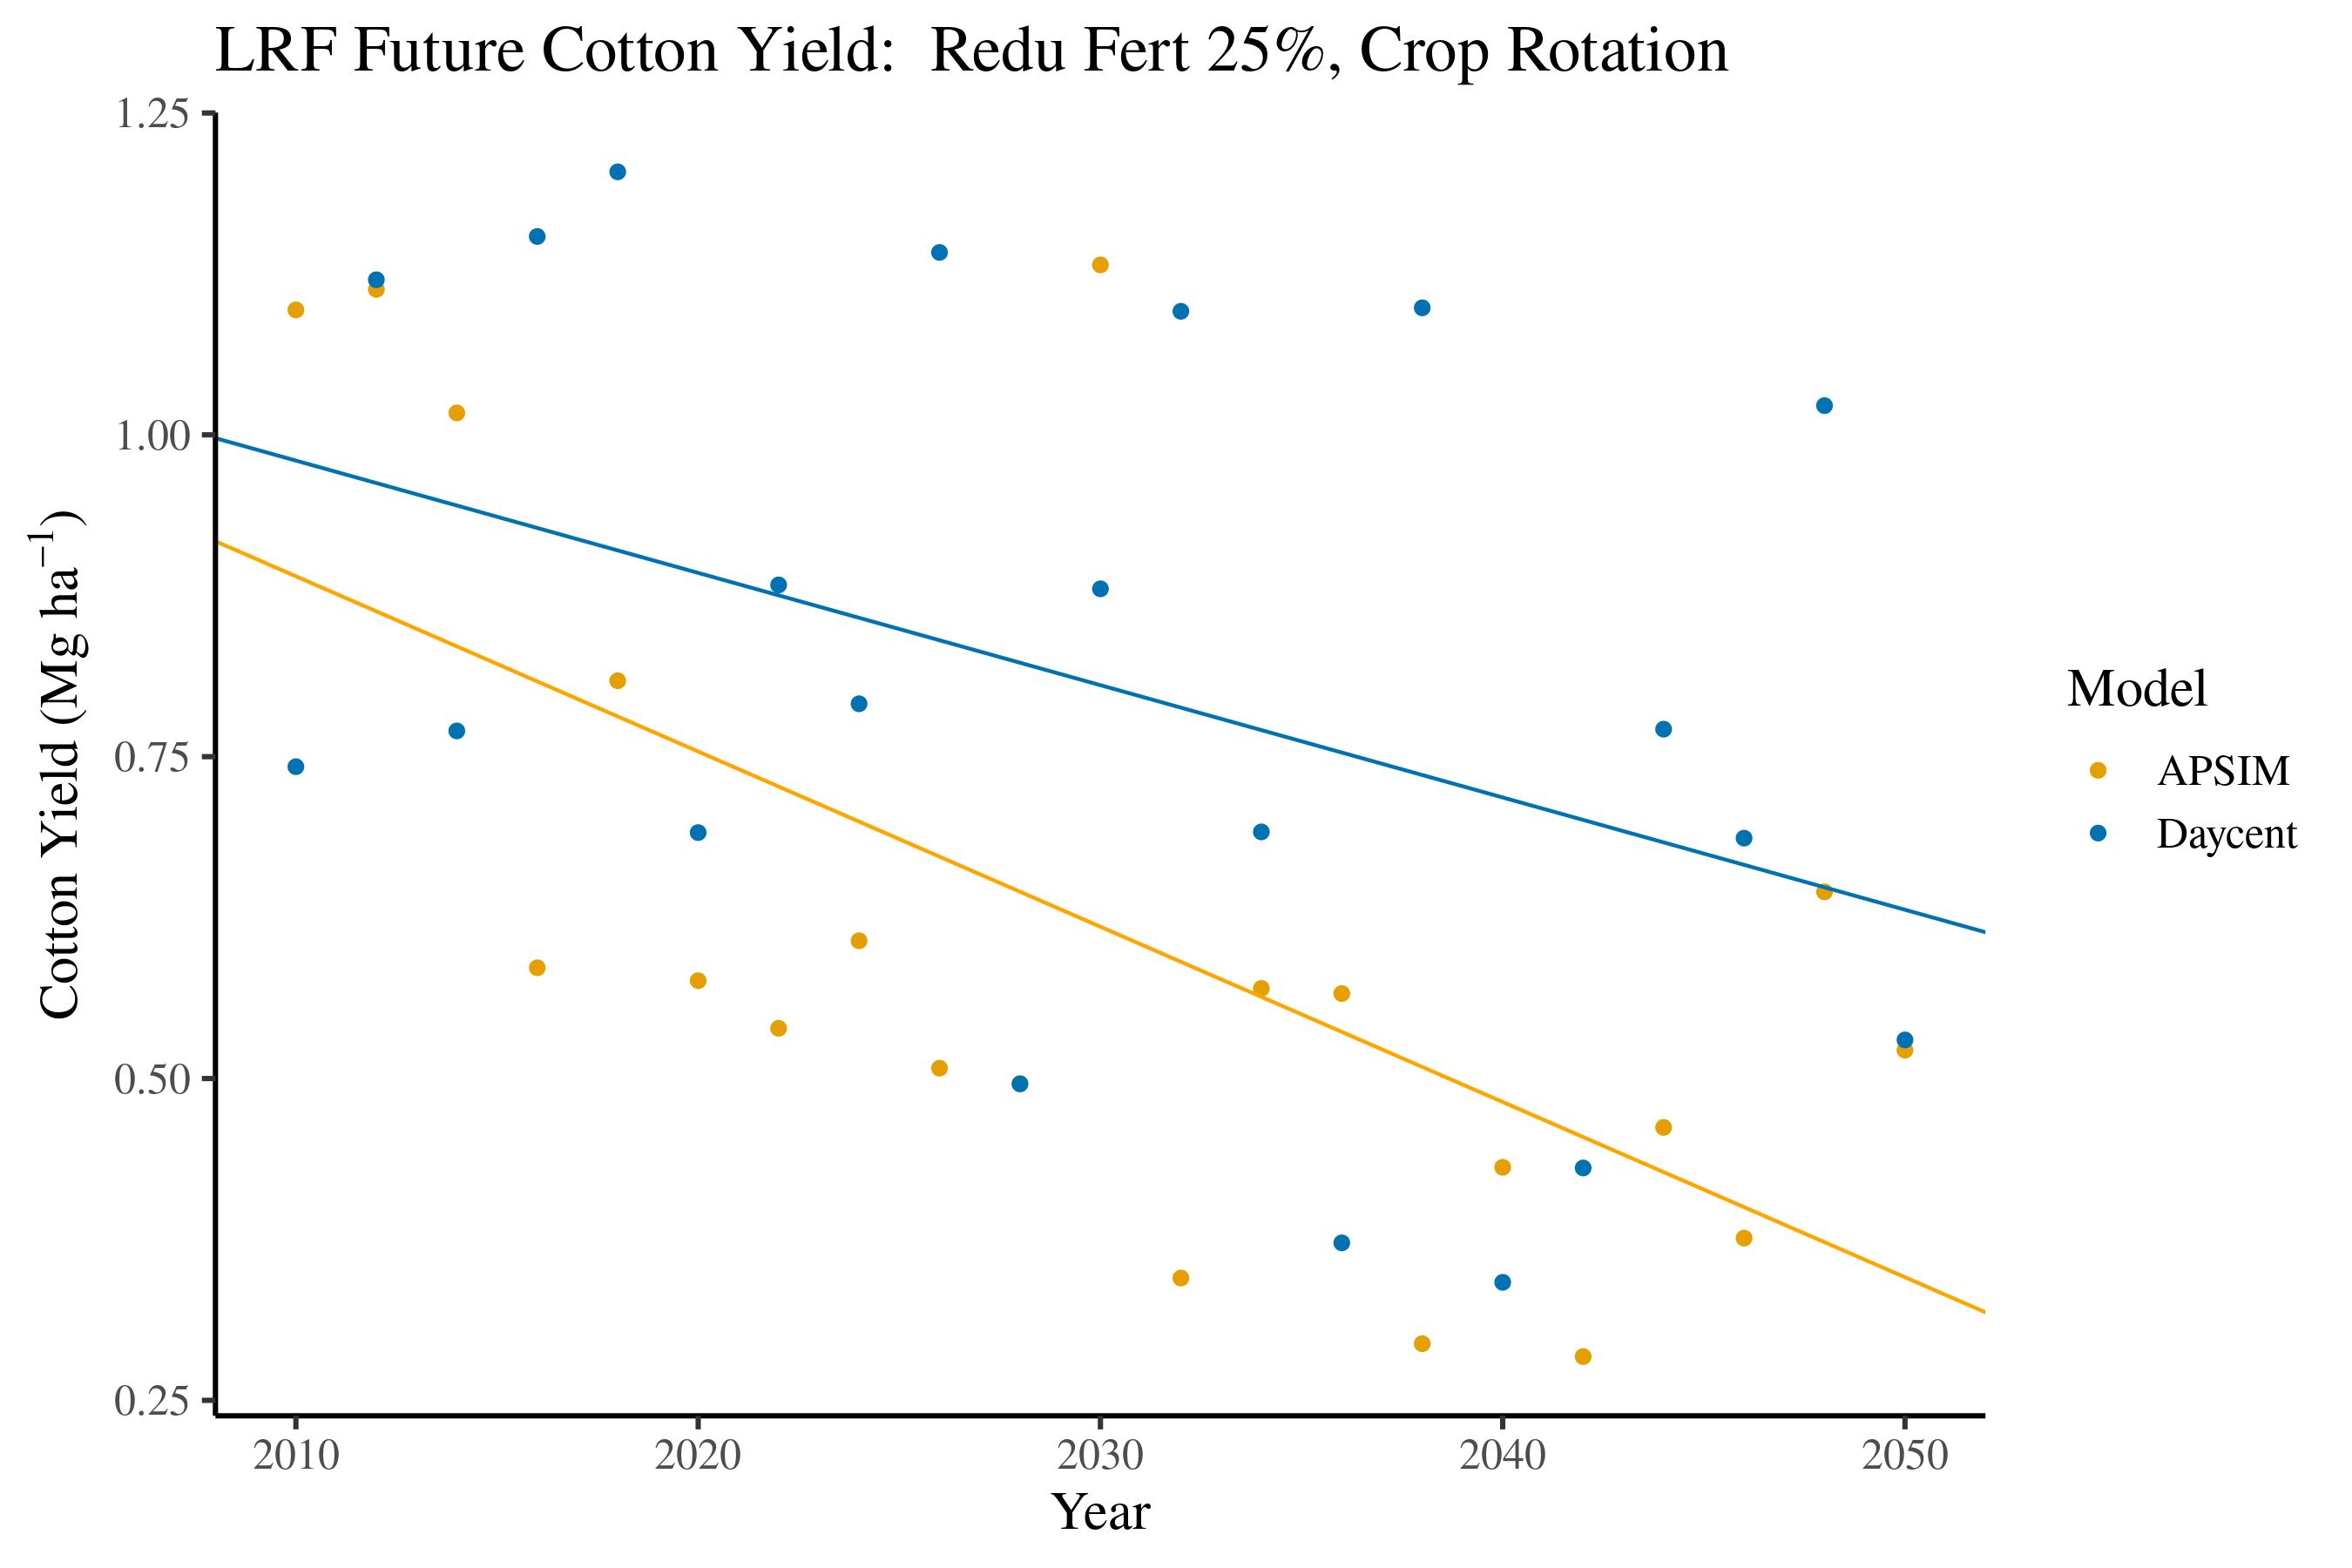 LRF Future Cotton Yield:  Redu Fert 25%, Crop Rotation
1.25
1.00
0.75
0.50
0.25
Cotton Yield (Mg ha⁻¹)
2010 2020 2030 2040 2050
Year
Model
APSIM
Daycent